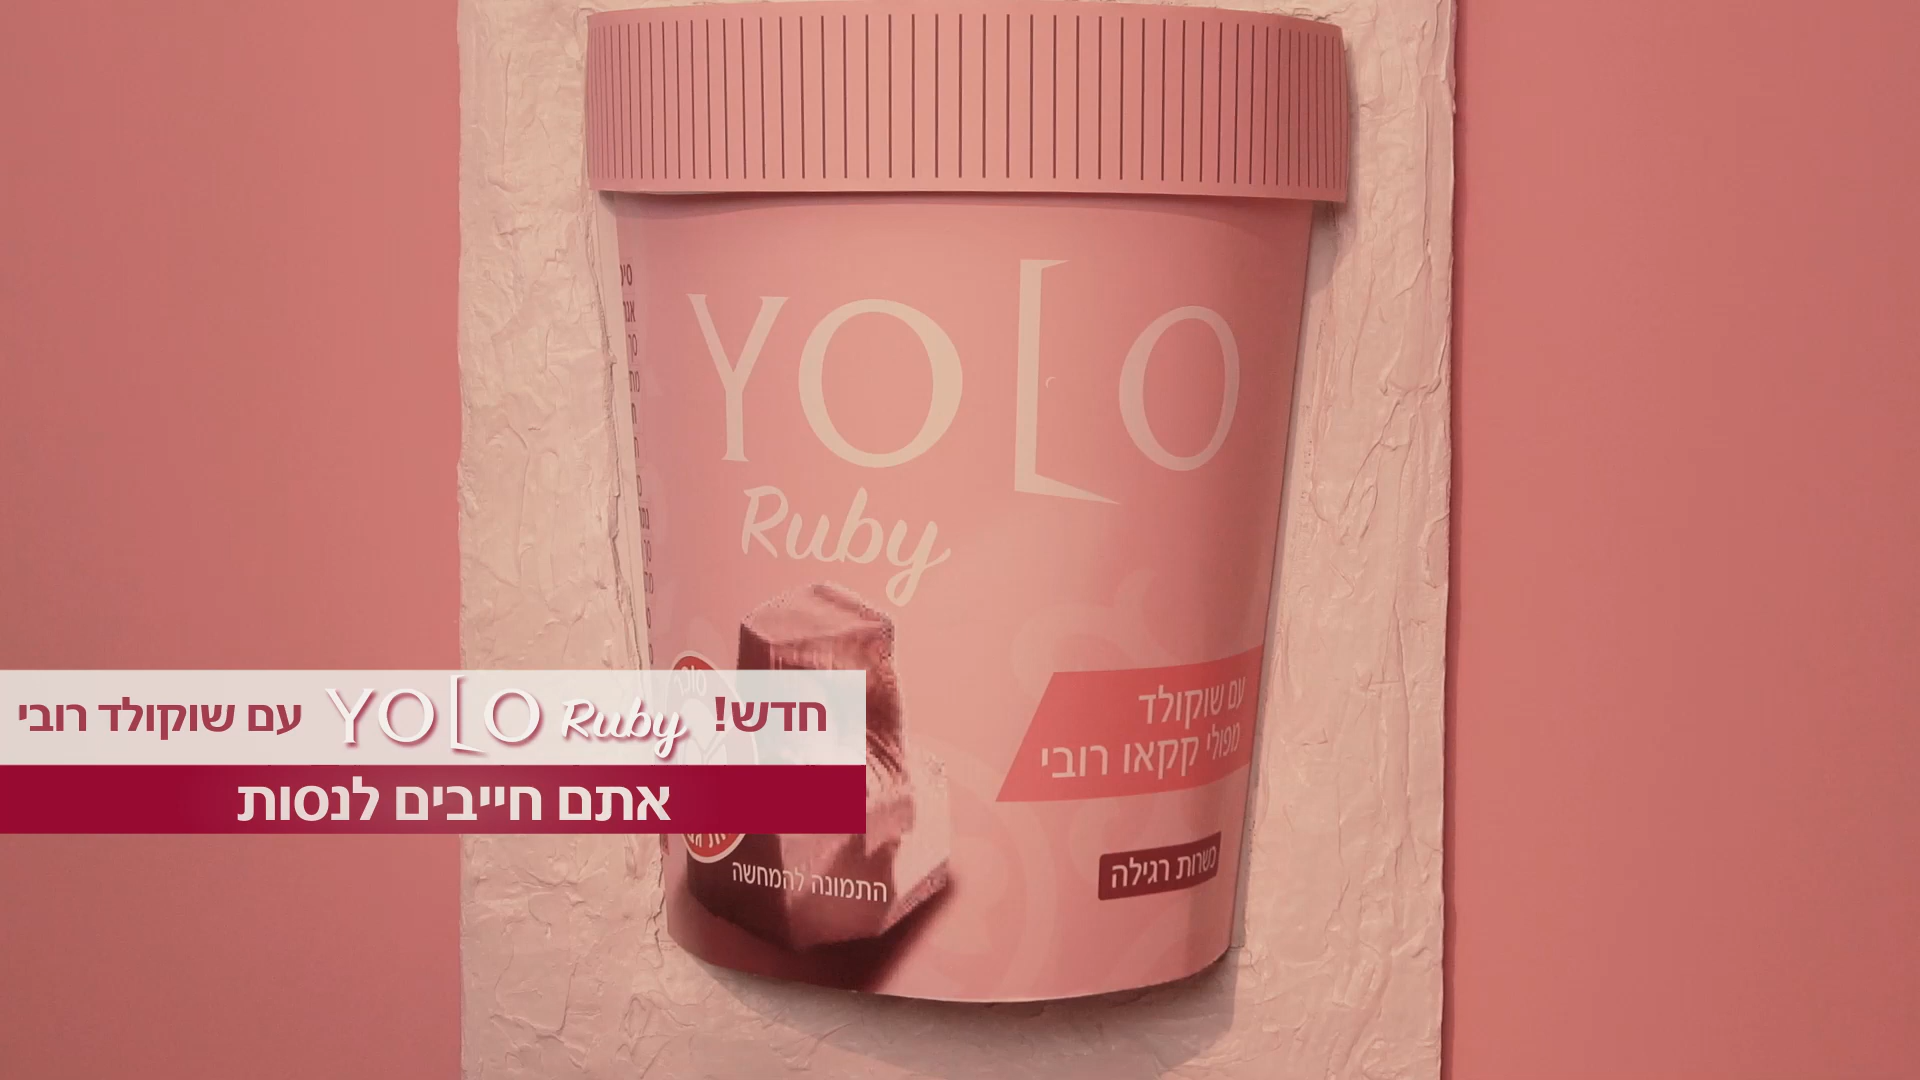 YOLO
Ruby
עם שוקולד
מפולי קקאו רובי
כשרות רגילה
התמונה להמחשה
חדש! YOLO Ruby עם שוקולד רובי
אתם חייבים לנסות